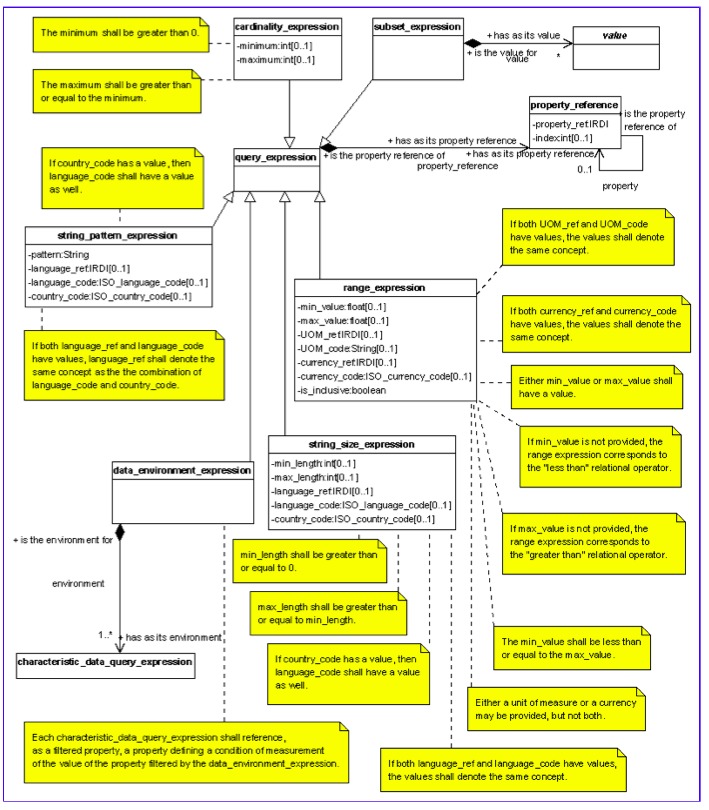 The minimum shall be greater than 0.
cardinality_expression
-minimum:int[0..1]
-maximum:int[0..1]
subset_expression
+ has as its value
+ is the value for
value
*
value
The maximum shall be greater than
or equal to the minimum.
property_reference
-property_ref:IRDI
-index:int[0..1]
+ is the property
reference of
0..1
property
query_expression
+ has as its property reference
+ is the property reference of
+ has as its property reference
property_reference
If country_code has a value, then
language_code shall have a value
as well.
string_pattern_expression
-pattern:String
-language_ref:IRDI[0..1]
-language_code:ISO_language_code[0..1]
-country_code:ISO_country_code[0..1]
If both UOM_ref and UOM_code
have values, the values shall denote
the same concept.
range_expression
-min_value:float[0..1]
-max_value:float[0..1]
-UOM_ref:IRDI[0..1]
-UOM_code:String[0..1]
-currency_ref:IRDI[0..1]
-currency_code:ISO_currency_code[0..1]
-is_inclusive:boolean
If both currency_ref and currency_code
have values, the values shall denote the
same concept.
If both language_ref and language_code
have values, language_ref shall denote the
same concept as the the combination of
language_code and country_code.
Either min_value or max_value shall
have a value.
If min_value is not provided, the
range expression corresponds to
the "less than" relational operator.
string_size_expression
-min_length:int[0..1]
-max_length:int[0..1]
-language_ref:IRDI[0..1]
-language_code:ISO_language_code[0..1]
-country_code:ISO_country_code[0..1]
data_environment_expression
If max_value is not provided, the
range expression corresponds to
the "greater than" relational operator.
+ is the environment for
environment
1..*
+ has as its environment
characteristic_data_query_expression
min_length shall be greater than
or equal to 0.
max_length shall be greater than
or equal to min_length.
If country_code has a value, then
language_code shall have a value
as well.
The min_value shall be less than
or equal to the max_value.
Either a unit of measure or a currency
may be provided, but not both.
Each characteristic_data_query_expression shall reference,
as a filtered property, a property defining a condition of measurement
of the value of the property filtered by the data_environment_expression.
If both language_ref and language_code have values,
the values shall denote the same concept.